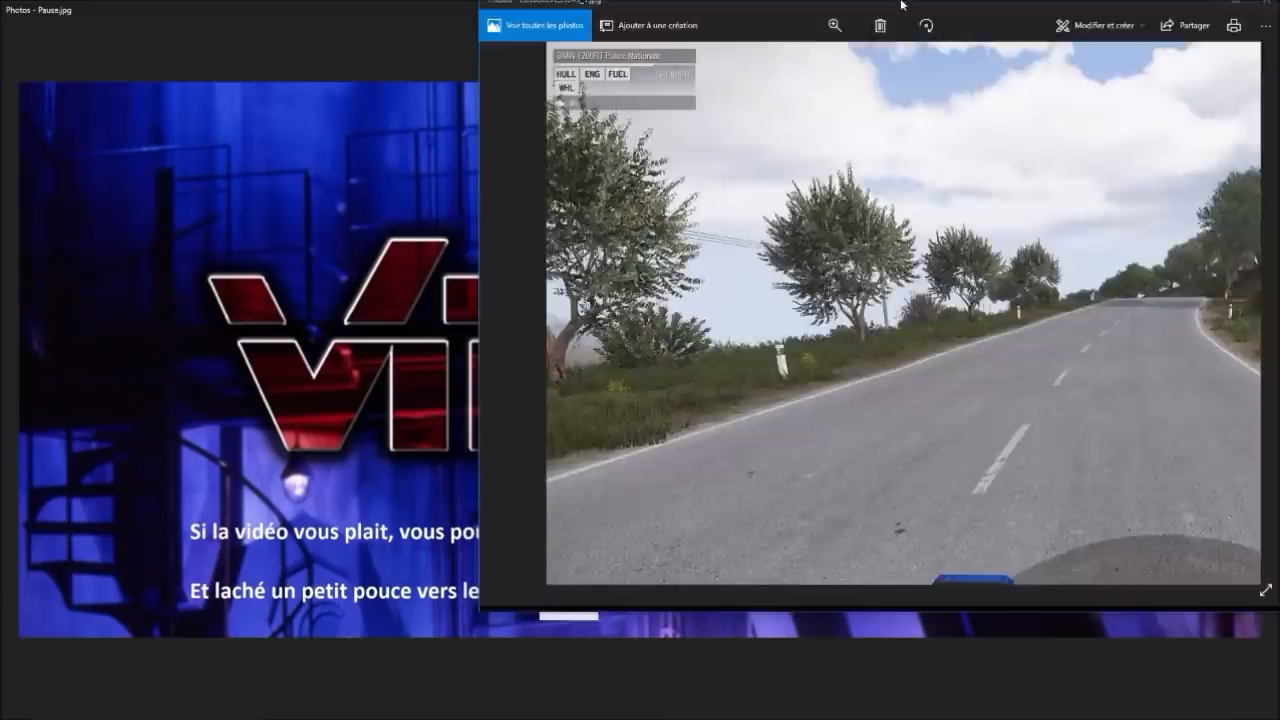 Photos - Pause.jpg
Voir toutes les photos
Ajouter à une création
Modifier et créer
Partager
BMW 1200RT Police Nationale
HULL ENG FUEL
WHL
Si la vidéo vous plait, vous pou
Et laché un petit pouce vers le